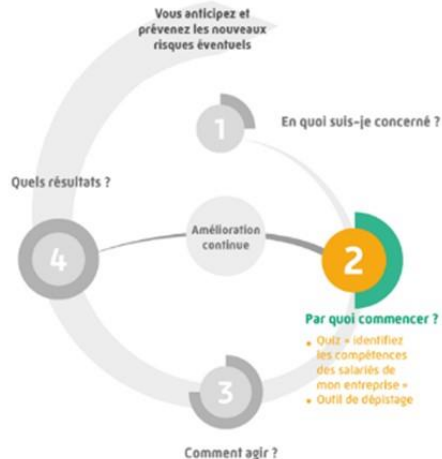 Vous anticipez et
prévenez les nouveaux
risques éventuels
1
En quoi suis-je concerné ?
Quels résultats ?
4
Amélioration
continue
2
Par quoi commencer ?
• Quiz « identifiez
les compétences
des salariés de
mon entreprise »
• Outil de dépistage
3
Comment agir ?